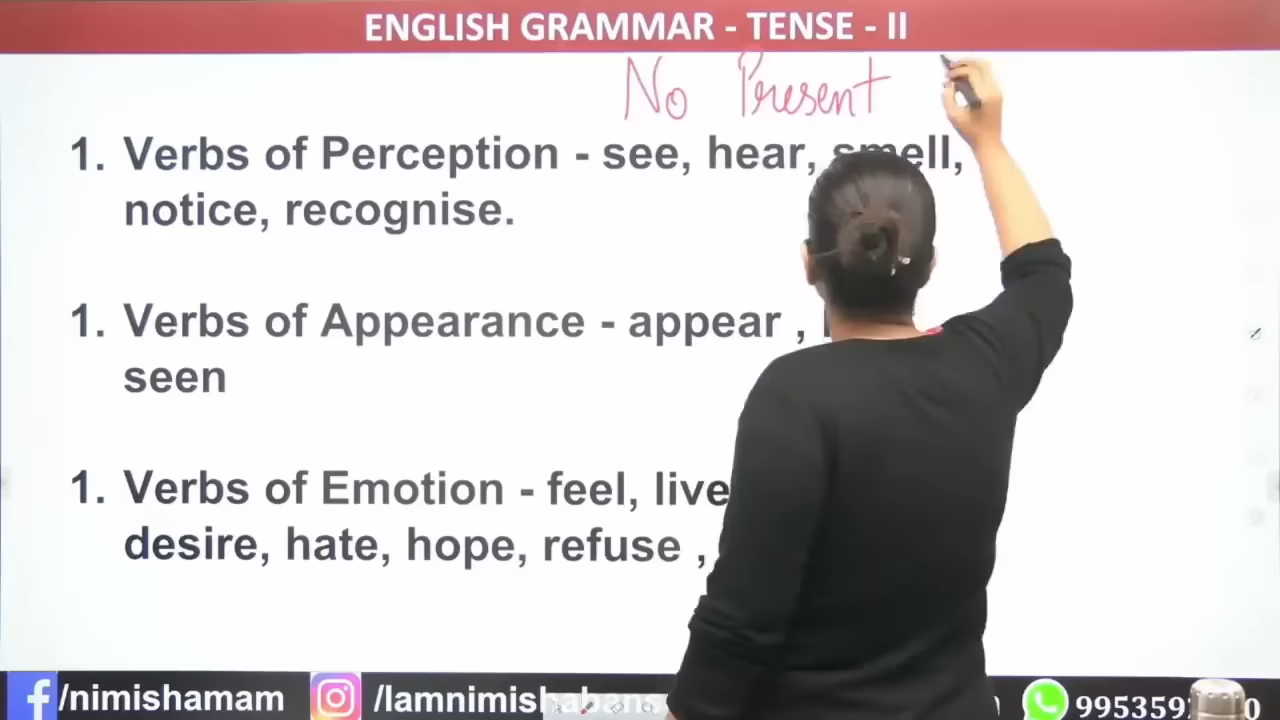 ENGLISH GRAMMAR - TENSE - II
No Present
1. Verbs of Perception - see, hear, smell,
notice, recognise.
1. Verbs of Appearance - appear ,
seen
1. Verbs of Emotion - feel, live
desire, hate, hope, refuse ,
/nimishamam
/Iamnimishabans